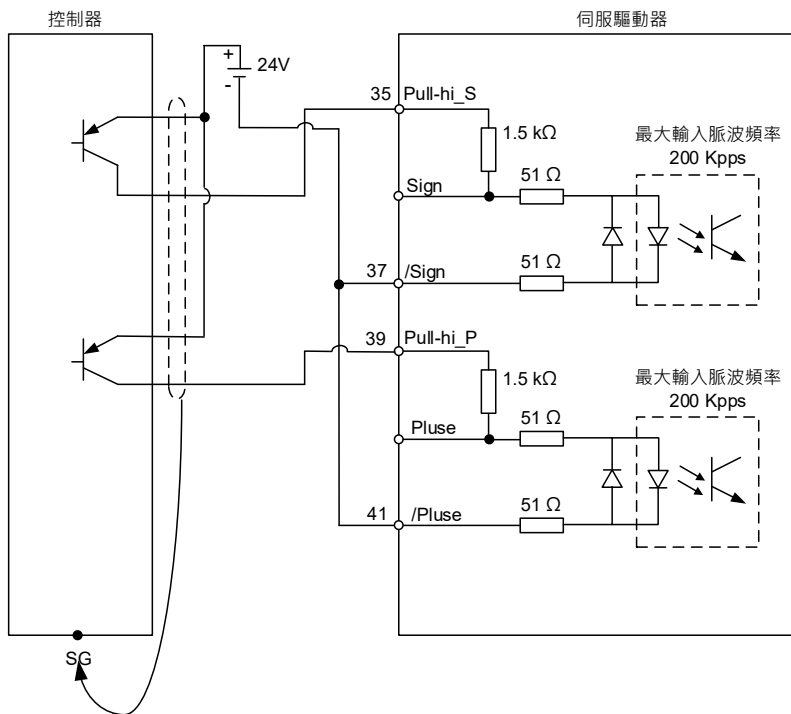 控制器
伺服驅動器
+
24V
-
35
Pull-hi_S
1.5 kΩ
最大輸入脈波頻率
200 Kpps
51 Ω
Sign
51 Ω
37
/Sign
39
Pull-hi_P
1.5 kΩ
最大輸入脈波頻率
200 Kpps
51 Ω
Pluse
51 Ω
41
/Pluse
SG